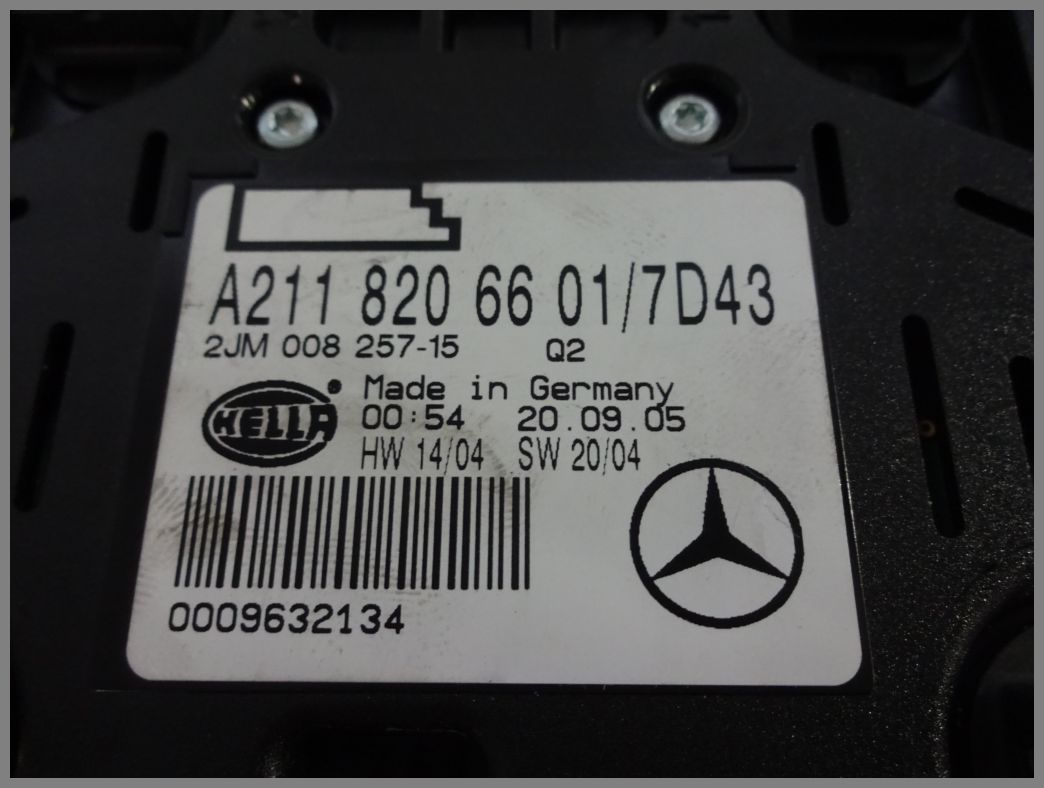 A211 820 66 01/7D43
2JM 008 257-15 Q2
HELLA
Made in Germany
00:54 20.09.05
HW 14/04 SW 20/04
0009632134